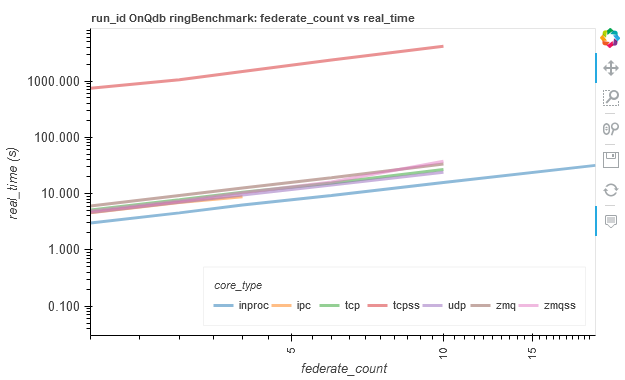 run_id OnQdb ringBenchmark: federate_count vs real_time
1000.000
100.000
10.000
1.000
0.100
real_time (s)
core_type
inproc ipc tcp tcpss udp zmq zmqss
5 10 15
federate_count